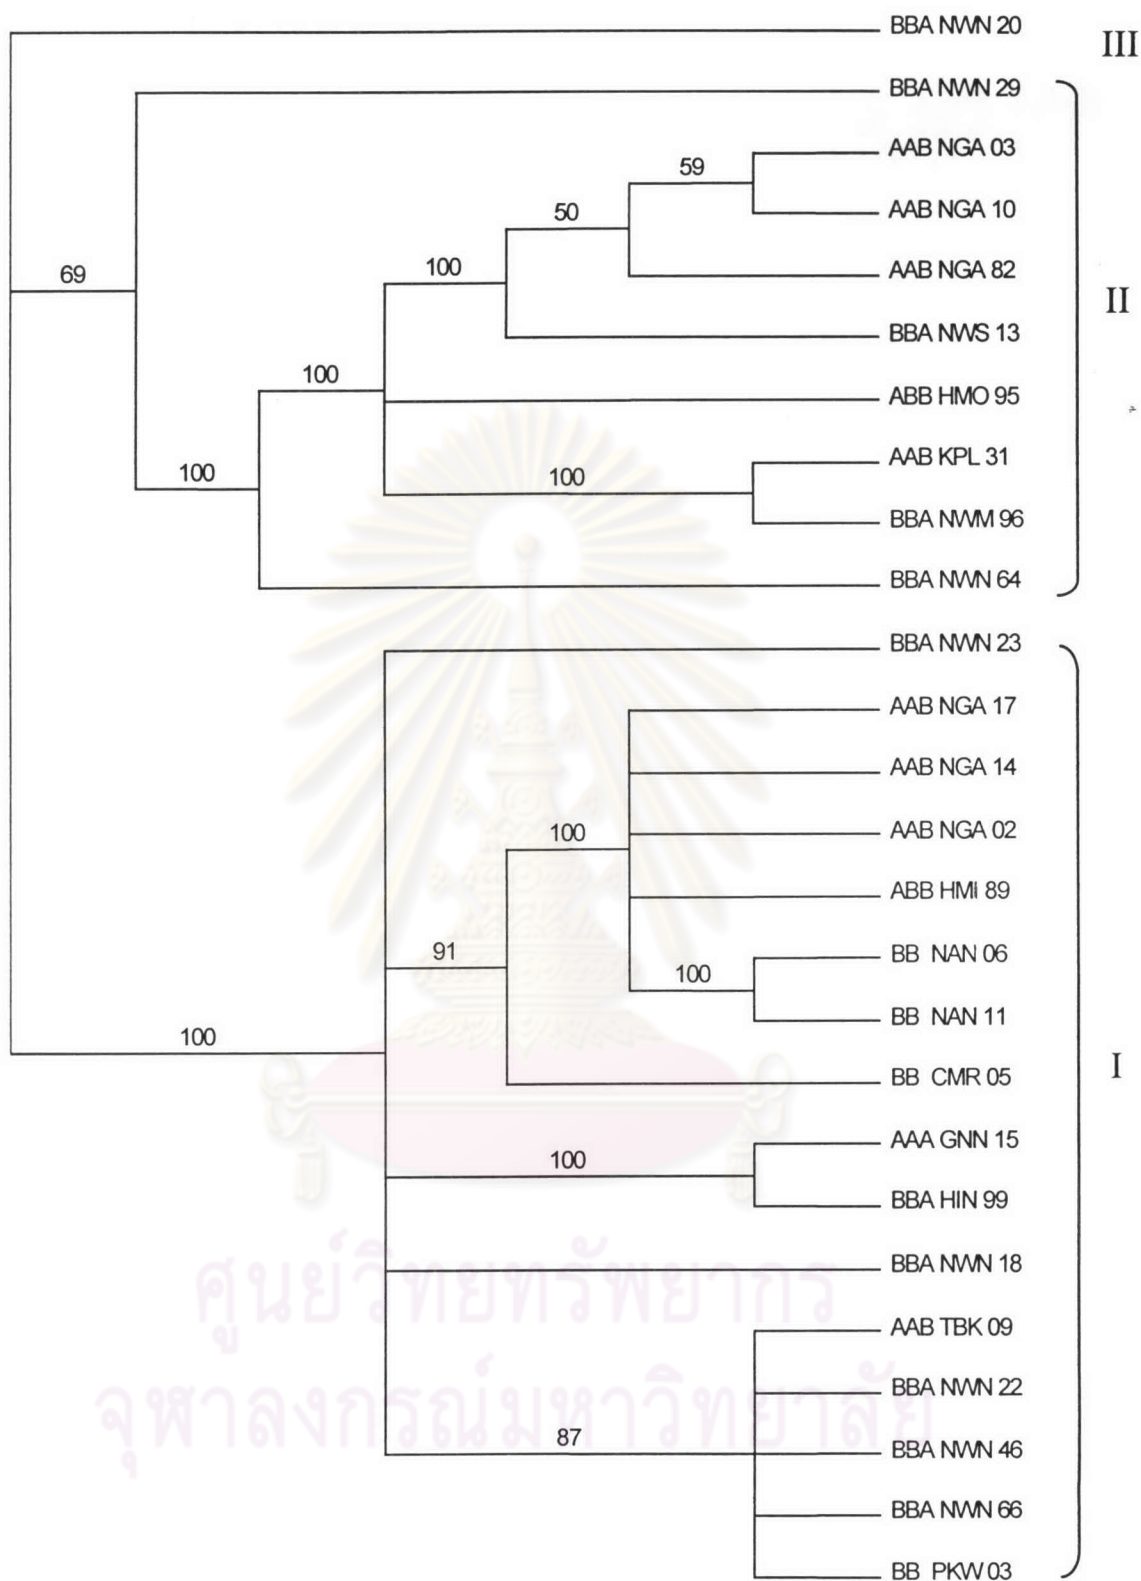 BBA NWN 20
III
BBA NWN 29
AAB NGA 03
59
AAB NGA 10
50
AAB NGA 82
100
69
II
BBA NWS 13
100
ABB HMO 95
AAB KPL 31
100
100
BBA NWM 96
BBA NWN 64
BBA NWN 23
AAB NGA 17
AAB NGA 14
100
AAB NGA 02
ABB HMI 89
91
BB NAN 06
100
BB NAN 11
100
I
BB CMR 05
AAA GNN 15
100
BBA HIN 99
BBA NWN 18
ศูนย์วิทยทรัพยากร
AAB TBK 09
BBA NWN 22
จุฬาลงกรณ์มหาวิทยาลัย
87
BBA NWN 46
BBA NWN 66
BB PKW 03